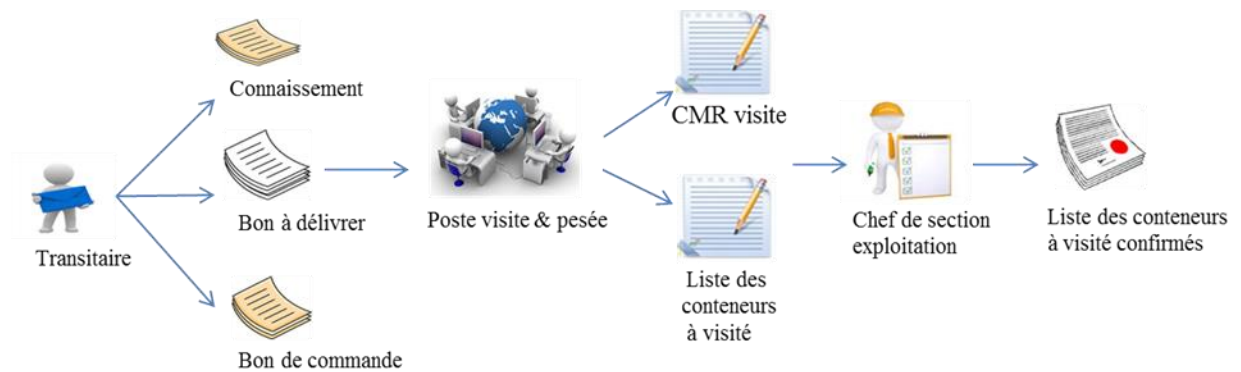 Connaissement
Transitaire
Bon à délivrer
Bon de commande
Poste visite & pesée
CMR visite
Liste des
conteneurs
à visité
Chef de section
exploitation
Liste des conteneurs
à visité confirmés